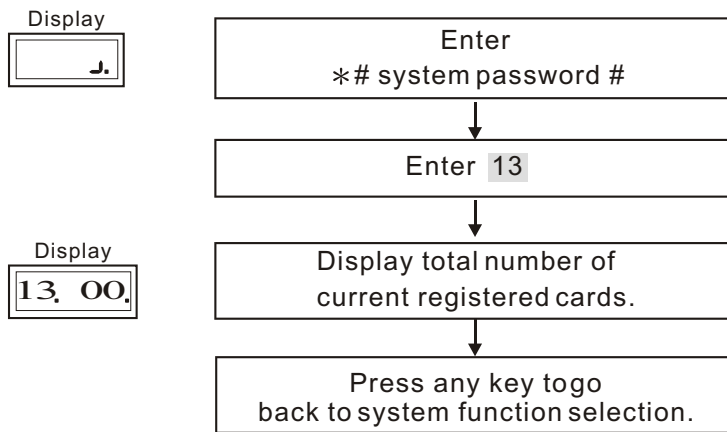 Display
Enter
*# system password #
Enter 13
Display
13. 00.
Display total number of
current registered cards.
Press any key togo
back to system function selection.